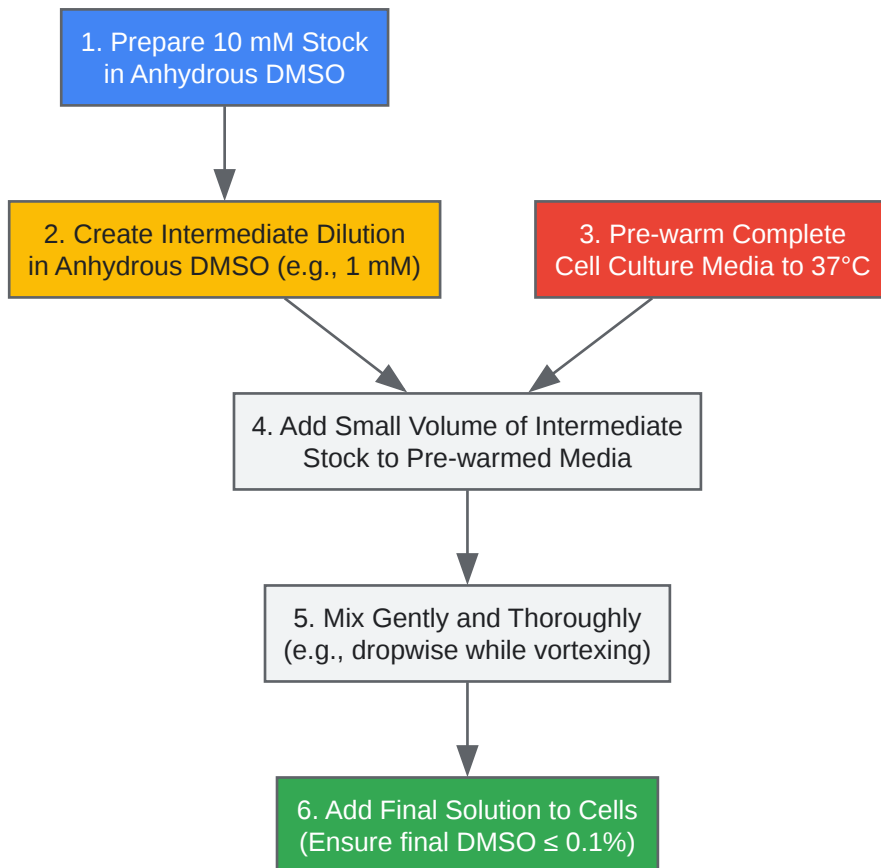 1. Prepare 10 mM Stock
in Anhydrous DMSO
2. Create Intermediate Dilution
in Anhydrous DMSO (e.g., 1 mM)
3. Pre-warm Complete
Cell Culture Media to 37°C
4. Add Small Volume of Intermediate
Stock to Pre-warmed Media
5. Mix Gently and Thoroughly
(e.g., dropwise while vortexing)
6. Add Final Solution to Cells
(Ensure final DMSO ≤ 0.1%)